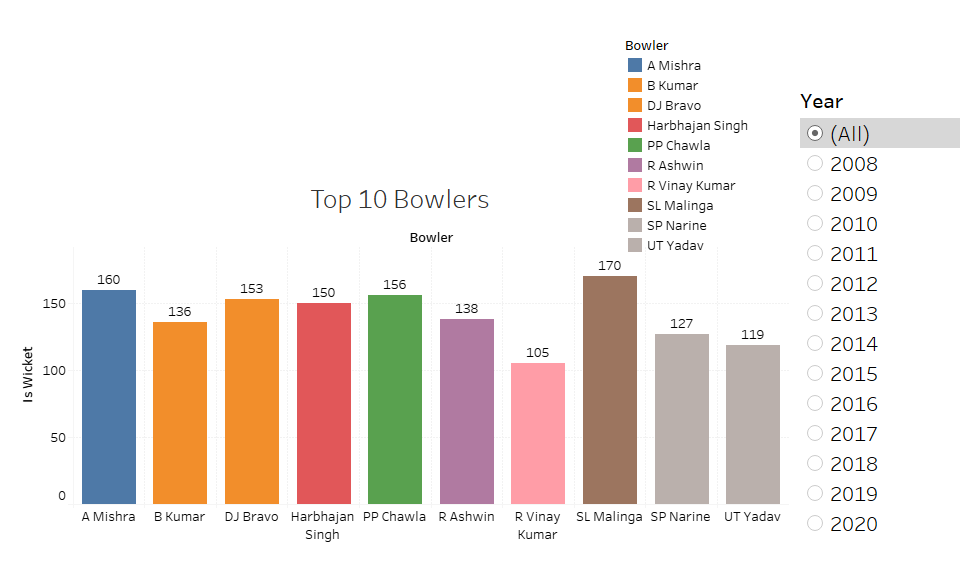 Bowler
A Mishra
B Kumar
DJ Bravo
Harbhajan Singh
PP Chawla
R Ashwin
R Vinay Kumar
SL Malinga
SP Narine
UT Yadav
Year
(All)
2008
2009
2010
2011
2012
2013
2014
2015
2016
2017
2018
2019
2020
Top 10 Bowlers
Bowler
Is Wicket
150
100
50
0
160
136
153
150
156
138
105
170
127
119
A Mishra
B Kumar
DJ Bravo
Harbhajan
Singh
PP Chawla
R Ashwin
R Vinay
Kumar
SL Malinga
SP Narine
UT Yadav